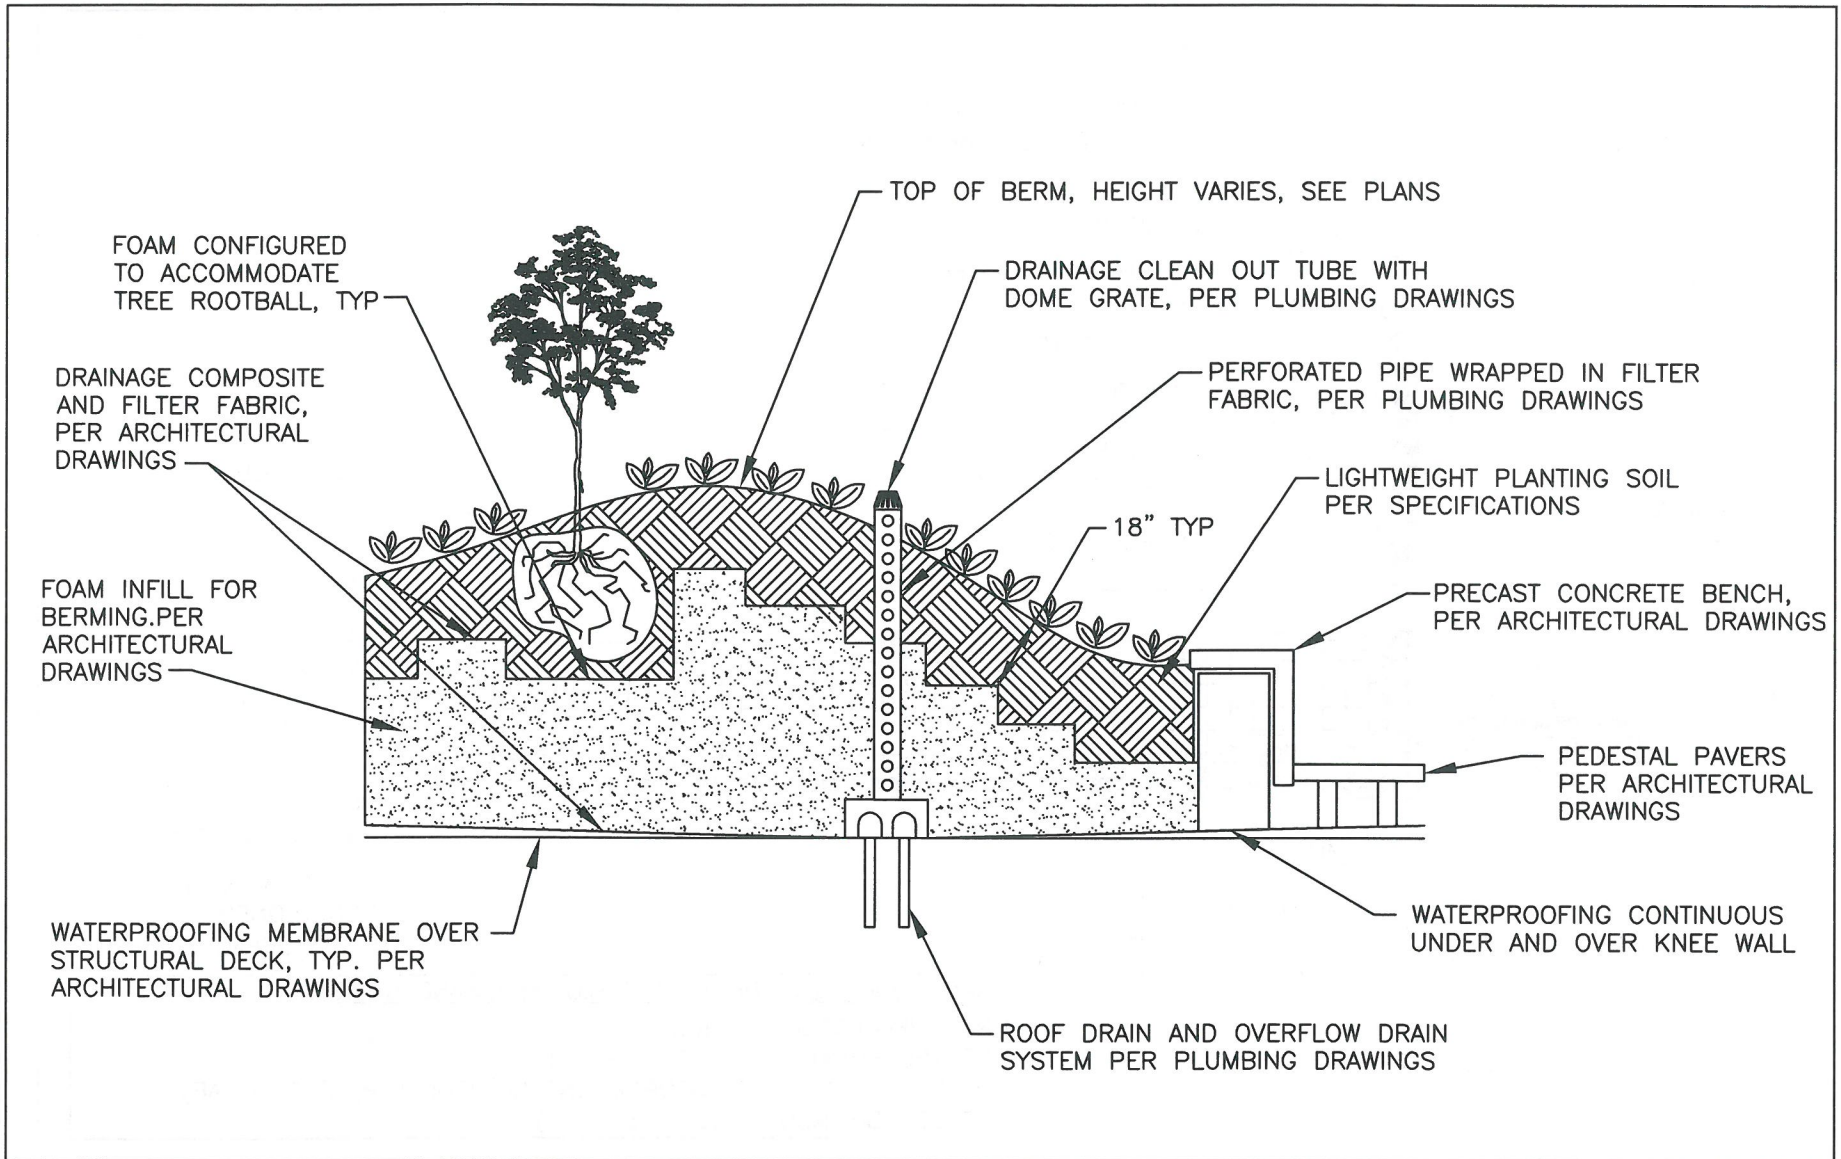 TOP OF BERM, HEIGHT VARIES, SEE PLANS
FOAM CONFIGURED
TO ACCOMMODATE
TREE ROOTBALL, TYP
DRAINAGE CLEAN OUT TUBE WITH
DOME GRATE, PER PLUMBING DRAWINGS
DRAINAGE COMPOSITE
AND FILTER FABRIC,
PER ARCHITECTURAL
DRAWINGS
PERFORATED PIPE WRAPPED IN FILTER
FABRIC, PER PLUMBING DRAWINGS
LIGHTWEIGHT PLANTING SOIL
PER SPECIFICATIONS
18" TYP
FOAM INFILL FOR
BERMING.PER
ARCHITECTURAL
DRAWINGS
PRECAST CONCRETE BENCH,
PER ARCHITECTURAL DRAWINGS
PEDESTAL PAVERS
PER ARCHITECTURAL
DRAWINGS
WATERPROOFING MEMBRANE OVER
STRUCTURAL DECK, TYP. PER
ARCHITECTURAL DRAWINGS
WATERPROOFING CONTINUOUS
UNDER AND OVER KNEE WALL
ROOF DRAIN AND OVERFLOW DRAIN
SYSTEM PER PLUMBING DRAWINGS